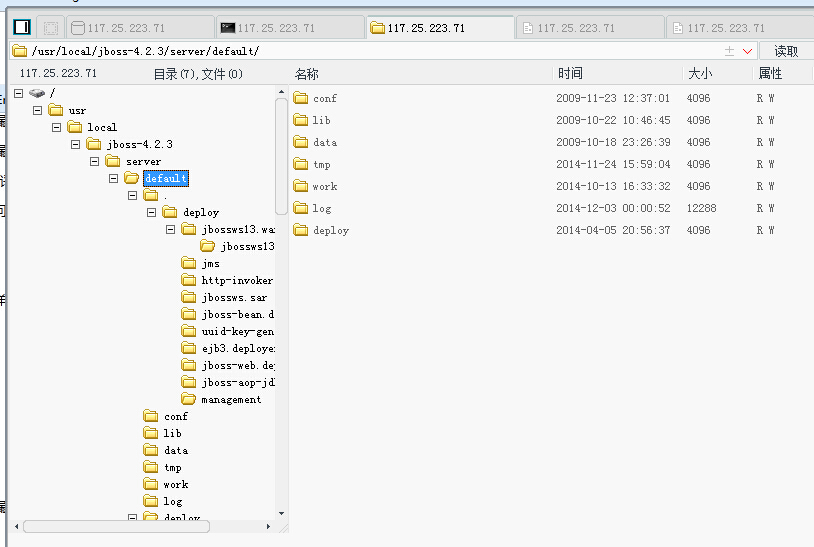 117.25.223.71 117.25.223.71 117.25.223.71 117.25.223.71 117.25.223.71
/usr/local/jboss-4.2.3/server/default/ 读取
117.25.223.71 目录(7),文件(0) 名称 时间 大小 属性
/
usr
local
jboss-4.2.3
server
default
.
deploy
jbossws13.wa
jbossws13
jms
http-invoker
jbossws.sar
jboss-bean.d
uuid-key-gen
ejb3.deploye
jboss-web.de
jboss-aop-jd
management
conf
lib
data
tmp
work
log
deploy
conf 2009-11-23 12:37:01 4096 R W
lib 2009-10-22 10:46:45 4096 R W
data 2009-10-18 23:26:39 4096 R W
tmp 2014-11-24 15:59:04 4096 R W
work 2014-10-13 16:33:32 4096 R W
log 2014-12-03 00:00:52 12288 R W
deploy 2014-04-05 20:56:37 4096 R W